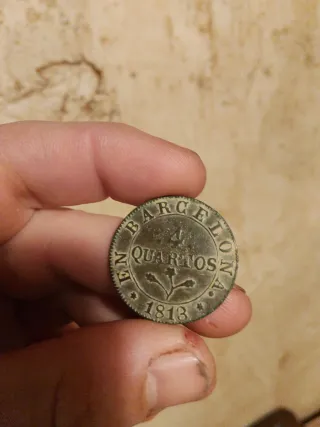 EN BARCELONA
4
QUARTOS
1813